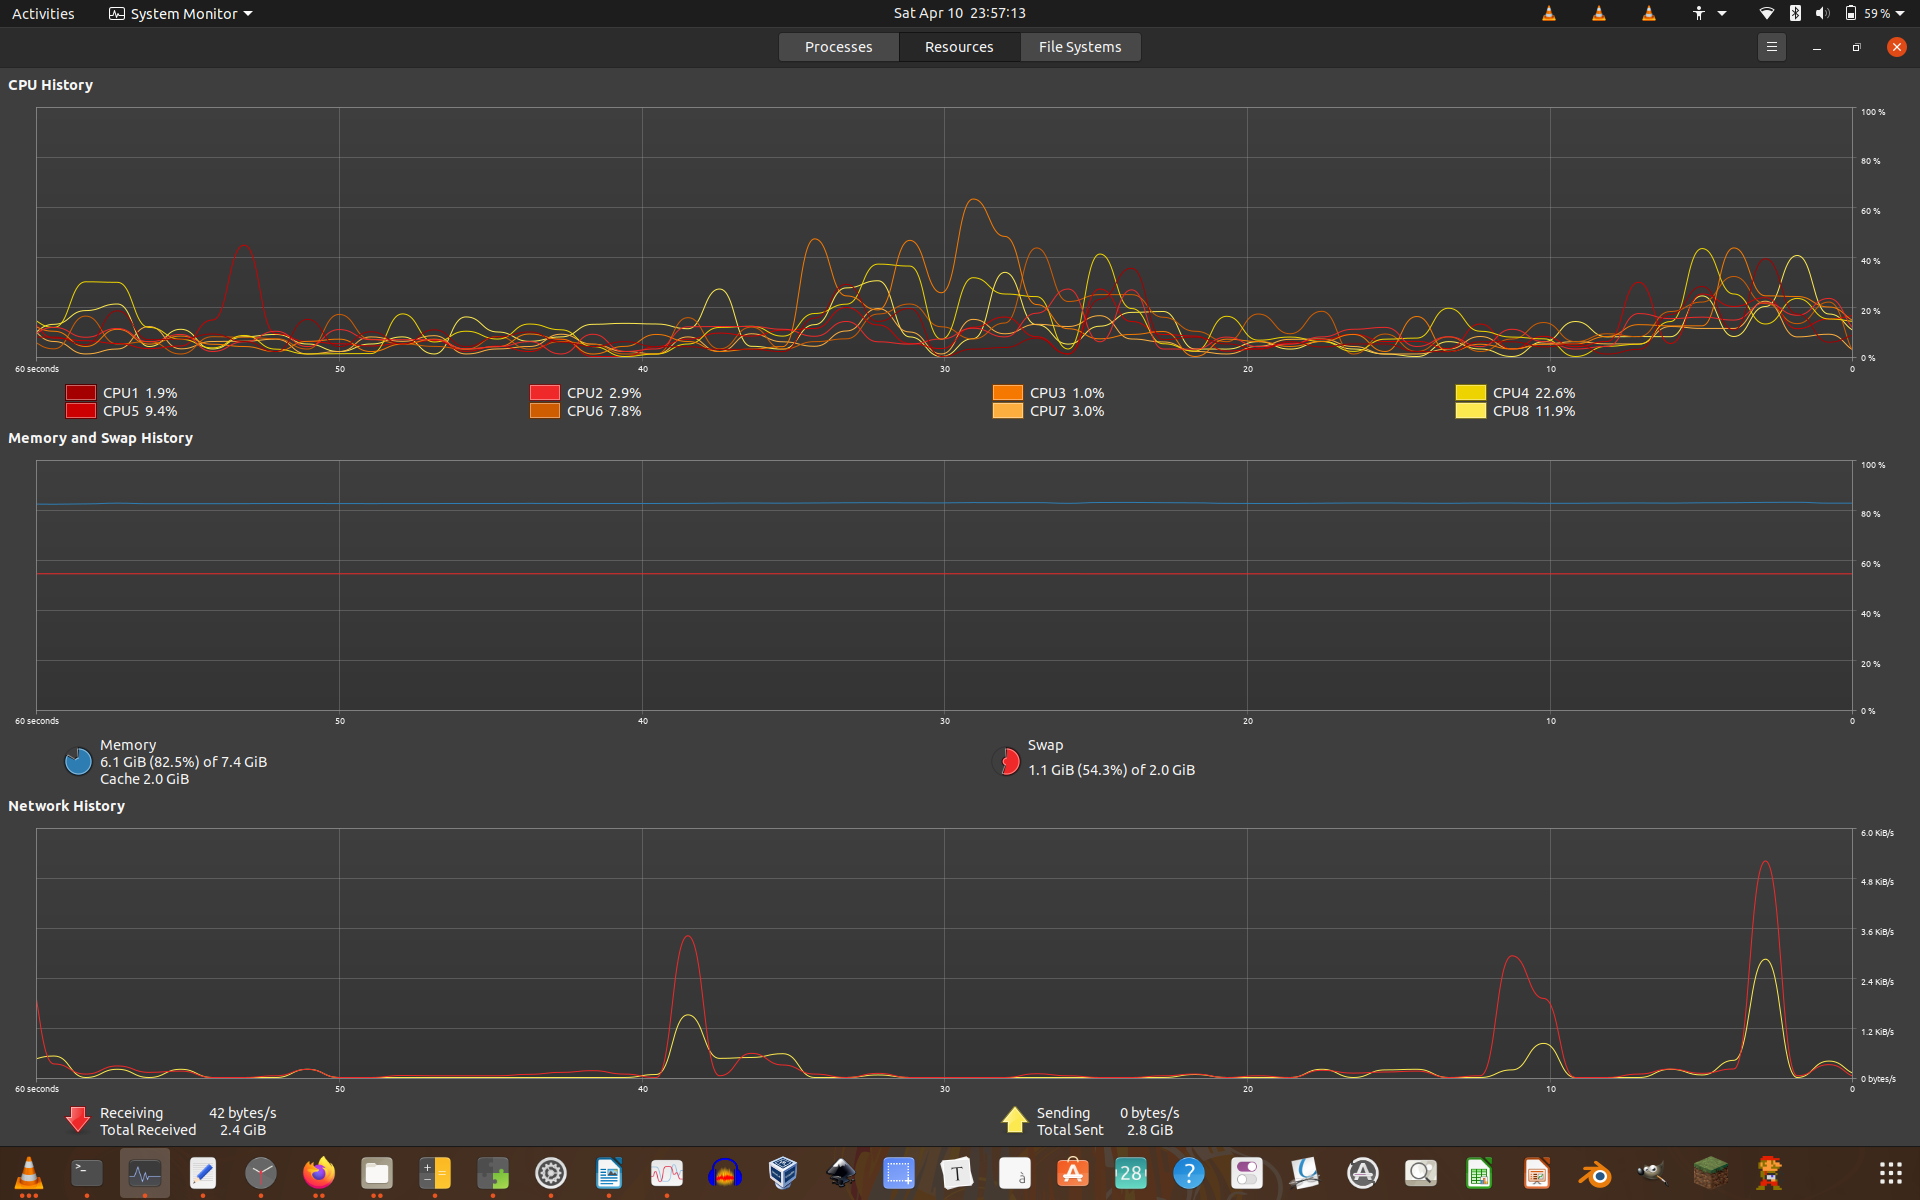 Activities
System Monitor
Sat Apr 10 23:57:13
59 %
Processes
Resources
File Systems
CPU History
100 %
80 %
60 %
40 %
20 %
0 %
60 seconds
50
40
30
20
10
0
CPU1 1.9%
CPU2 2.9%
CPU3 1.0%
CPU4 22.6%
CPU5 9.4%
CPU6 7.8%
CPU7 3.0%
CPU8 11.9%
Memory and Swap History
100 %
80 %
60 %
40 %
20 %
0 %
60 seconds
50
40
30
20
10
0
Memory
6.1 GiB (82.5%) of 7.4 GiB
Cache 2.0 GiB
Swap
1.1 GiB (54.3%) of 2.0 GiB
Network History
6.0 KiB/s
4.8 KiB/s
3.6 KiB/s
2.4 KiB/s
1.2 KiB/s
0 bytes/s
60 seconds
50
40
30
20
10
0
Receiving 42 bytes/s
Total Received 2.4 GiB
Sending 0 bytes/s
Total Sent 2.8 GiB
T
à
28
?